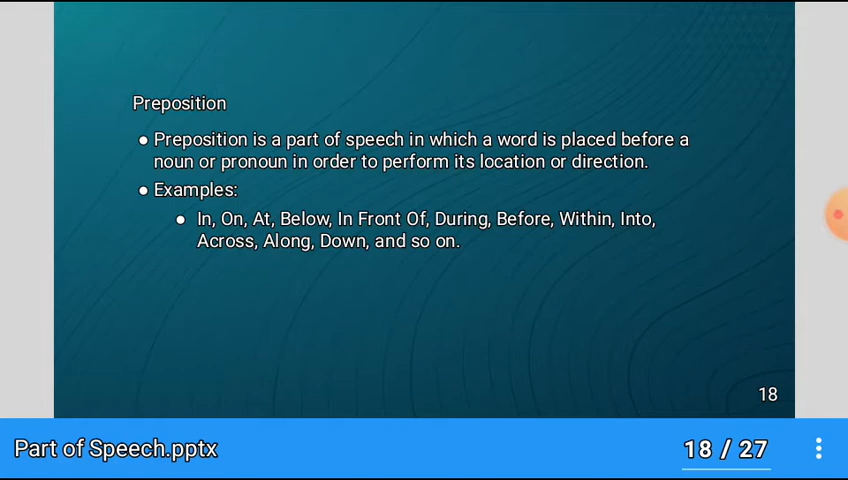 Preposition
● Preposition is a part of speech in which a word is placed before a
noun or pronoun in order to perform its location or direction.
● Examples:
● In, On, At, Below, In Front Of, During, Before, Within, Into,
Across, Along, Down, and so on.
18
Part of Speech.pptx
18 / 27